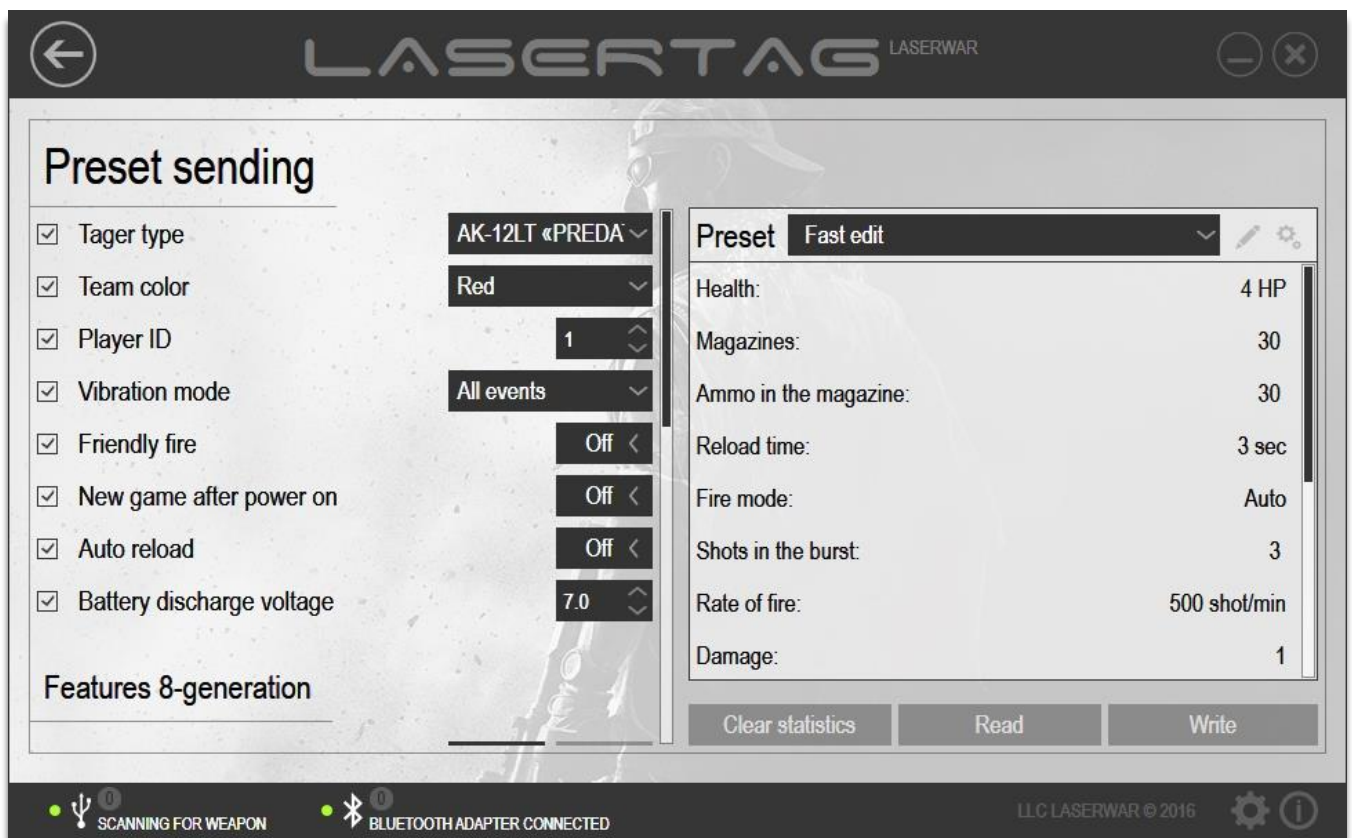 LASERTAG LASERWAR
Preset sending
Tager type AK-12LT «PREDA
Team color Red
Player ID 1
Vibration mode All events
Friendly fire Off
New game after power on Off
Auto reload Off
Battery discharge voltage 7.0
Features 8-generation
Preset Fast edit
Health: 4 HP
Magazines: 30
Ammo in the magazine: 30
Reload time: 3 sec
Fire mode: Auto
Shots in the burst: 3
Rate of fire: 500 shot/min
Damage: 1
Clear statistics Read Write
0 SCANNING FOR WEAPON 0 BLUETOOTH ADAPTER CONNECTED LLC LASERWAR © 2016